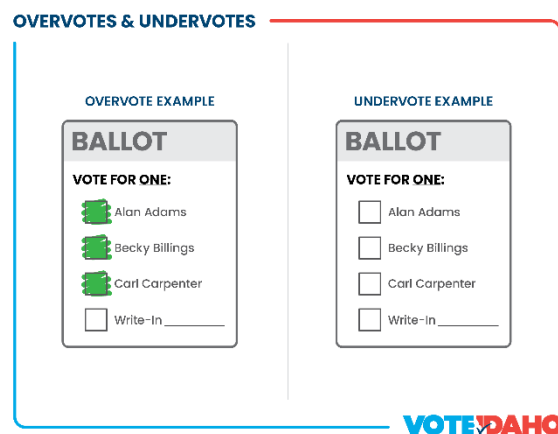 OVERVOTES & UNDERVOTES
OVERVOTE EXAMPLE
BALLOT
VOTE FOR ONE:
Alan Adams
Becky Billings
Carl Carpenter
Write-In
UNDERVOTE EXAMPLE
BALLOT
VOTE FOR ONE:
Alan Adams
Becky Billings
Carl Carpenter
Write-In
VOTEIDAHO